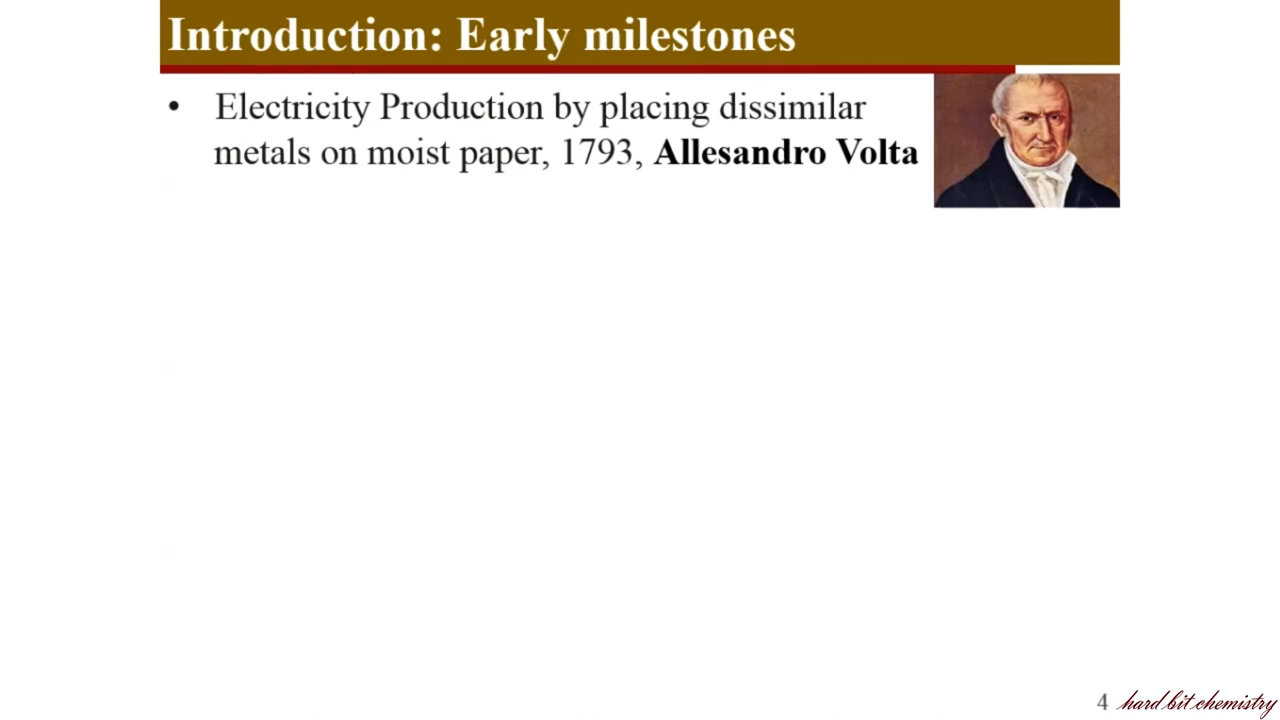 Introduction: Early milestones
• Electricity Production by placing dissimilar
metals on moist paper, 1793, Allesandro Volta
4 hard bit chemistry